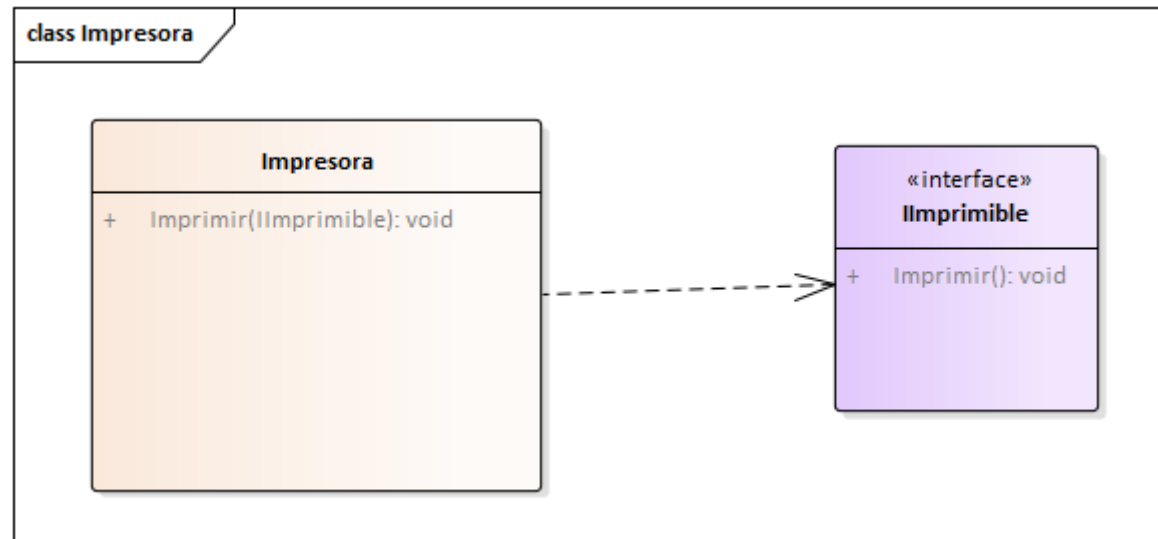 class Impresora
Impresora
+ Imprimir(IImprimible): void
«interface»
IImprimible
+ Imprimir(): void